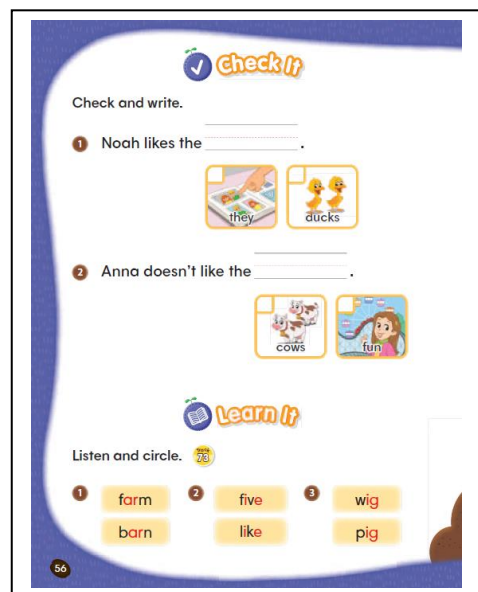 Check It
Check and write.
1 Noah likes the .
they ducks
2 Anna doesn't like the .
cows fun
Learn It
Listen and circle. TRACK 73
1 farm 2 five 3 wig
barn like pig
56